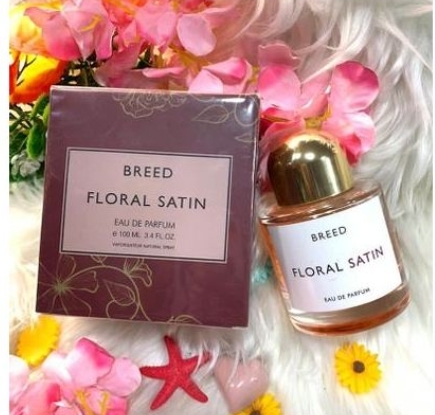 BREED
FLORAL SATIN
EAU DE PARFUM
e 100 ML 3.4 FL.OZ.
VAPORISATEUR NATURAL SPRAY
BREED
FLORAL SATIN
EAU DE PARFUM